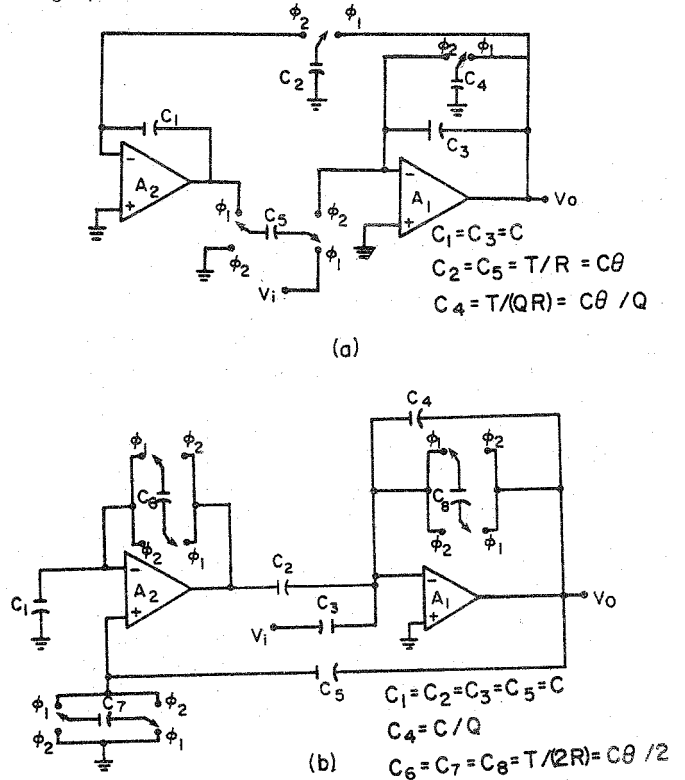 ϕ2 ϕ1
C2
ϕ2 ϕ1
C4
C1
C3
A2
A1
ϕ1 C5 ϕ2
ϕ2 ϕ1
Vi
Vo
C1=C3=C
C2=C5=T/R=Cθ
C4=T/(QR)=Cθ/Q
(a)
C4
ϕ1 ϕ2
C6
ϕ2 ϕ1
ϕ1 ϕ2
C8
ϕ2 ϕ1
C1
A2
C2
C3
Vi
A1
Vo
C5
ϕ1 C7 ϕ2
ϕ2 ϕ1
C1=C2=C3=C5=C
C4=C/Q
C6=C7=C8=T/(2R)=Cθ/2
(b)